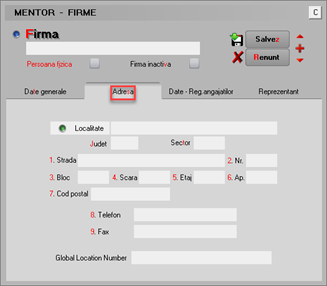 MENTOR - FIRME
C
Firma
Salvez
Persoana fizica
Firma inactiva
Renunt
Date generale
Adresa
Date - Reg.angajatilor
Reprezentant
Localitate
Judet
Sector
1. Strada
2. Nr.
3. Bloc
4. Scara
5. Etaj
6. Ap.
7. Cod postal
8. Telefon
9. Fax
Global Location Number